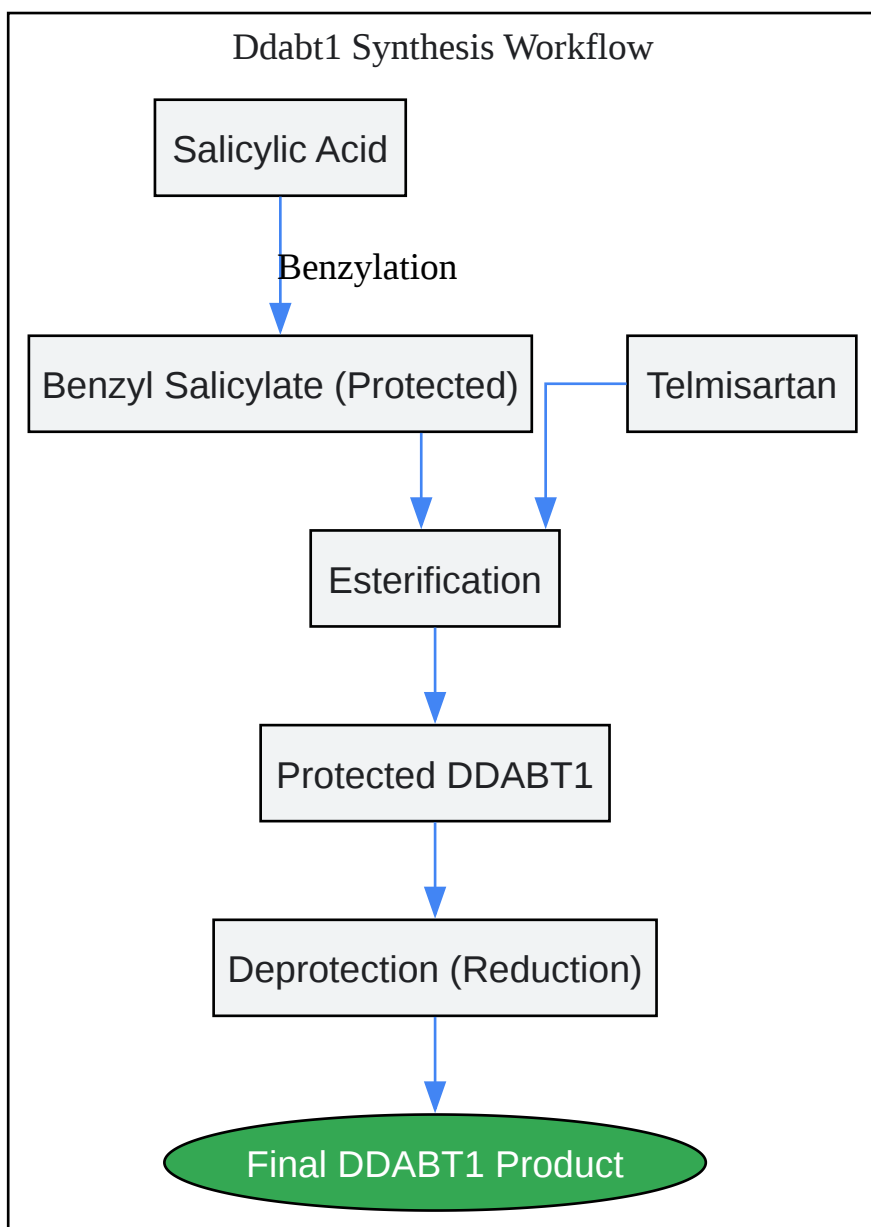 Ddabt1 Synthesis Workflow
Salicylic Acid
Benzylation
Benzyl Salicylate (Protected)
Telmisartan
Esterification
Protected DDABT1
Deprotection (Reduction)
Final DDABT1 Product